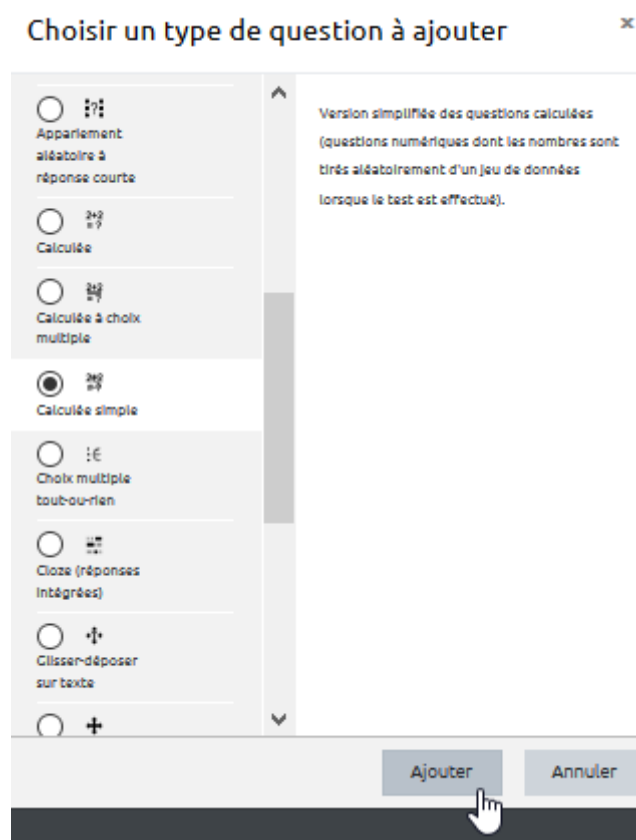 Choisir un type de question à ajouter
Appariement
aléatoire à
réponse courte
Calculée
Calculée à choix
multiple
Calculée simple
Choix multiple
tout-ou-rien
Cloze (réponses
intégrées)
Glisser-déposer
sur texte
Version simplifiée des questions calculées
(questions numériques dont les nombres sont
tirés aléatoirement d'un jeu de données
lorsque le test est effectué).
Ajouter
Annuler